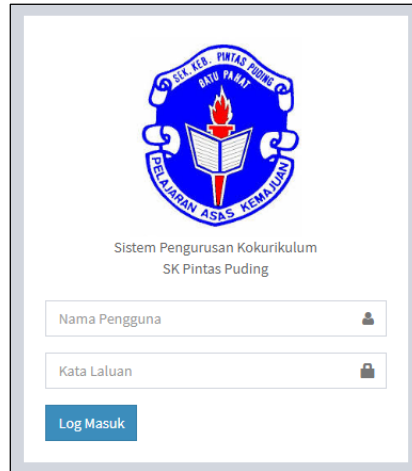 SEK. KEB. PINTAS PUDING
BATU PAHAT
PELAJARAN ASAS KEMAJUAN
Sistem Pengurusan Kokurikulum
SK Pintas Puding
Nama Pengguna
Kata Laluan
Log Masuk